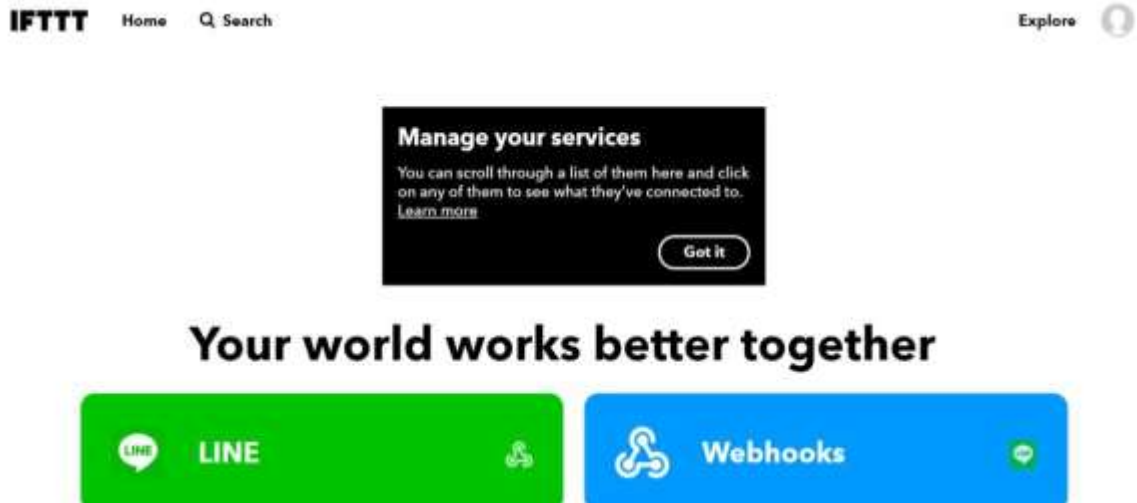 IFTTT Home Search Explore
Manage your services
You can scroll through a list of them here and click
on any of them to see what they've connected to.
Learn more
Got it
Your world works better together
LINE LINE Webhooks